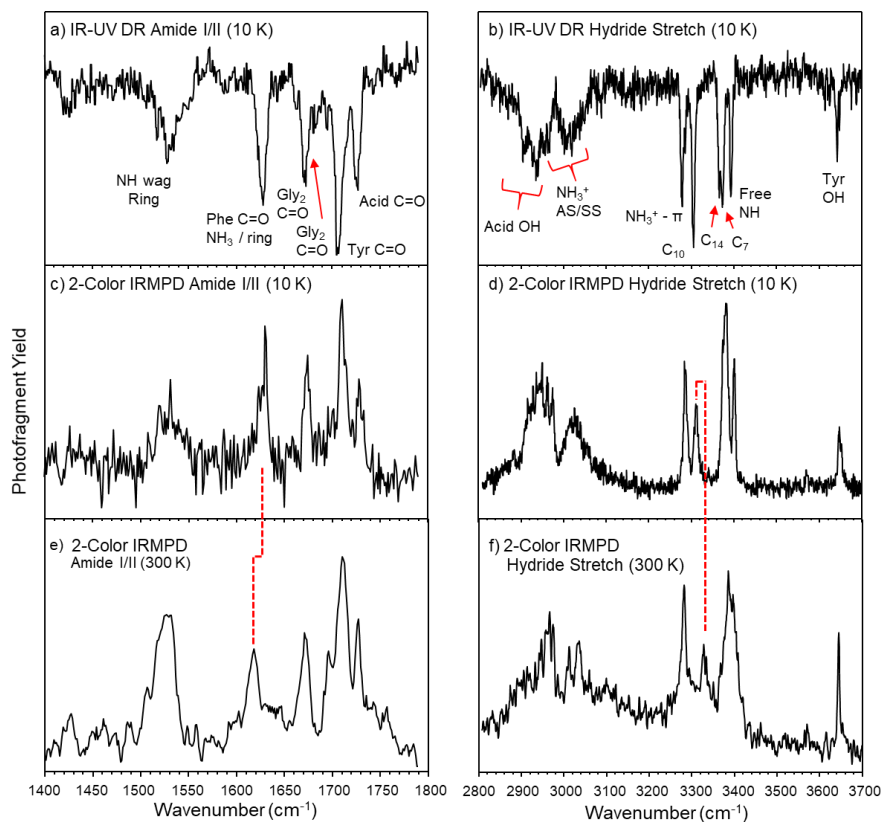 a) IR-UV DR Amide I/II (10 K)
NH wag
Ring
Phe C=O
NH₃ / ring
Gly₂
C=O
Gly₂
C=O
Tyr C=O
Acid C=O
b) IR-UV DR Hydride Stretch (10 K)
Acid OH
NH₃⁺
AS/SS
NH₃⁺ - π
C₁₀
C₁₄
C₇
Free
NH
Tyr
OH
c) 2-Color IRMPD Amide I/II (10 K)
d) 2-Color IRMPD Hydride Stretch (10 K)
Photofragment Yield
e) 2-Color IRMPD
Amide I/II (300 K)
f) 2-Color IRMPD
Hydride Stretch (300 K)
1400 1450 1500 1550 1600 1650 1700 1750 1800
2800 2900 3000 3100 3200 3300 3400 3500 3600 3700
Wavenumber (cm⁻¹)
Wavenumber (cm⁻¹)